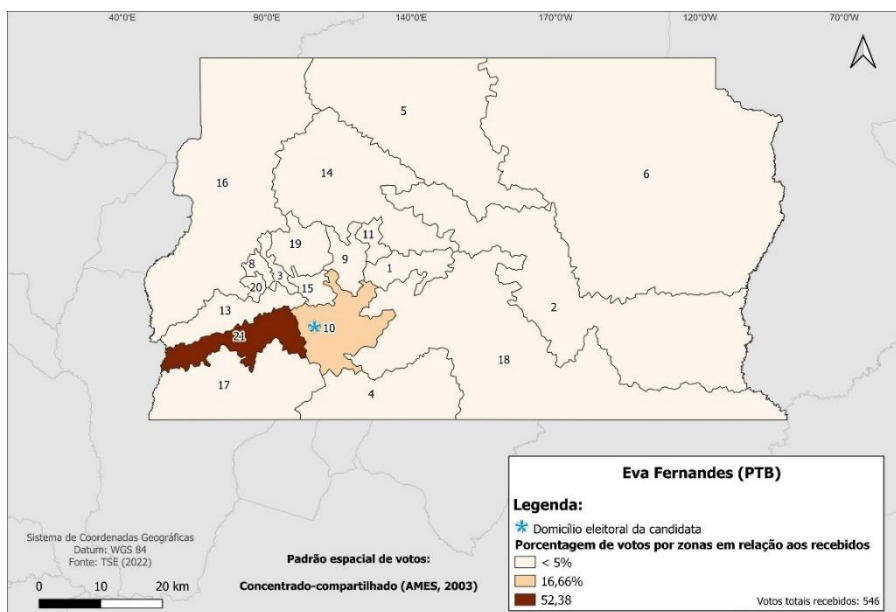 40°0'E 90°0'E 140°0'E 170°0'W 120°0'W 70°0'W
5
6
14
16
11
19
9
8
3
1
15
20
13
2
10
21
18
17
4
Eva Fernandes (PTB)
Legenda:
Domicílio eleitoral da candidata
Porcentagem de votos por zonas em relação aos recebidos
< 5%
16,66%
52,38
Votos totais recebidos: 546
Sistema de Coordenadas Geográficas
Datum: WGS 84
Fonte: TSE (2022)
0 10 20 km
Padrão espacial de votos:
Concentrado-compartilhado (AMES, 2003)